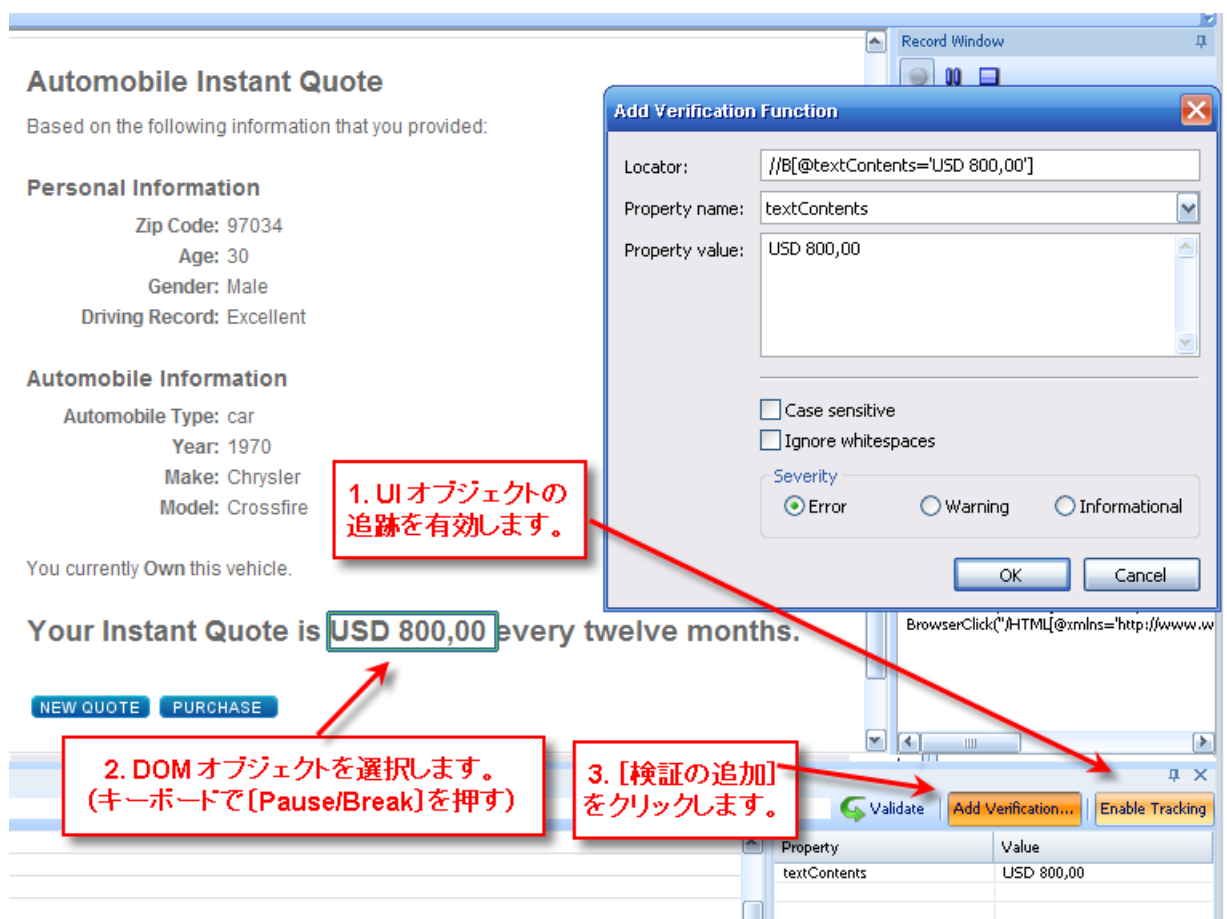 Record Window
Automobile Instant Quote
Based on the following information that you provided:
Personal Information
Zip Code: 97034
Age: 30
Gender: Male
Driving Record: Excellent
Automobile Information
Automobile Type: car
Year: 1970
Make: Chrysler
Model: Crossfire
You currently Own this vehicle.
Your Instant Quote is USD 800,00 every twelve months.
NEW QUOTE PURCHASE
Add Verification Function
Locator: //B[@textContents='USD 800,00']
Property name: textContents
Property value: USD 800,00
Case sensitive
Ignore whitespaces
Severity
Error Warning Informational
OK Cancel
BrowserClick("/HTML[@xmlns='http://www.w
1. UI オブジェクトの
追跡を有効します。
2. DOM オブジェクトを選択します。
(キーボードで[Pause/Break]を押す)
3. [検証の追加]
をクリックします。
Validate Add Verification... Enable Tracking
Property Value
textContents USD 800,00